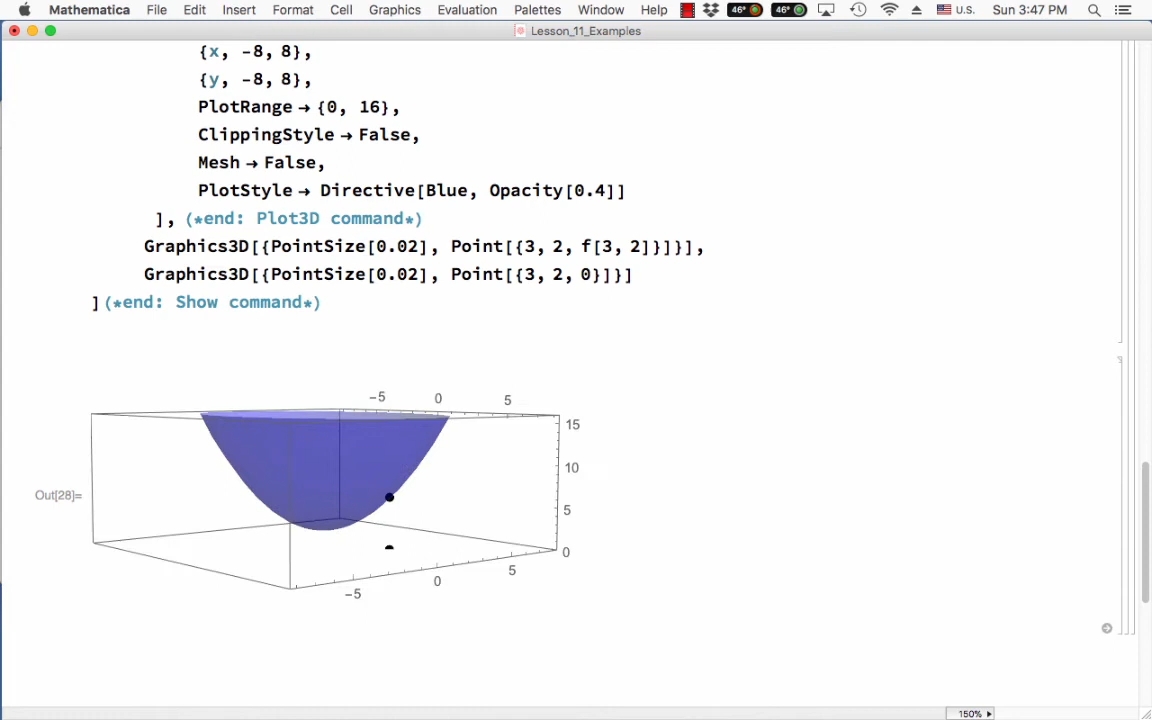 Mathematica File Edit Insert Format Cell Graphics Evaluation Palettes Window Help 46° 46° U.S. Sun 3:47 PM
Lesson_11_Examples
{x, -8, 8},
{y, -8, 8},
PlotRange → {0, 16},
ClippingStyle → False,
Mesh → False,
PlotStyle → Directive[Blue, Opacity[0.4]]
], (*end: Plot3D command*)
Graphics3D[{PointSize[0.02], Point[{3, 2, f[3, 2]}]}],
Graphics3D[{PointSize[0.02], Point[{3, 2, 0}]}]
](*end: Show command*)
-5 0 5
15
10
Out[28]=
5
0
5
0
-5
150%